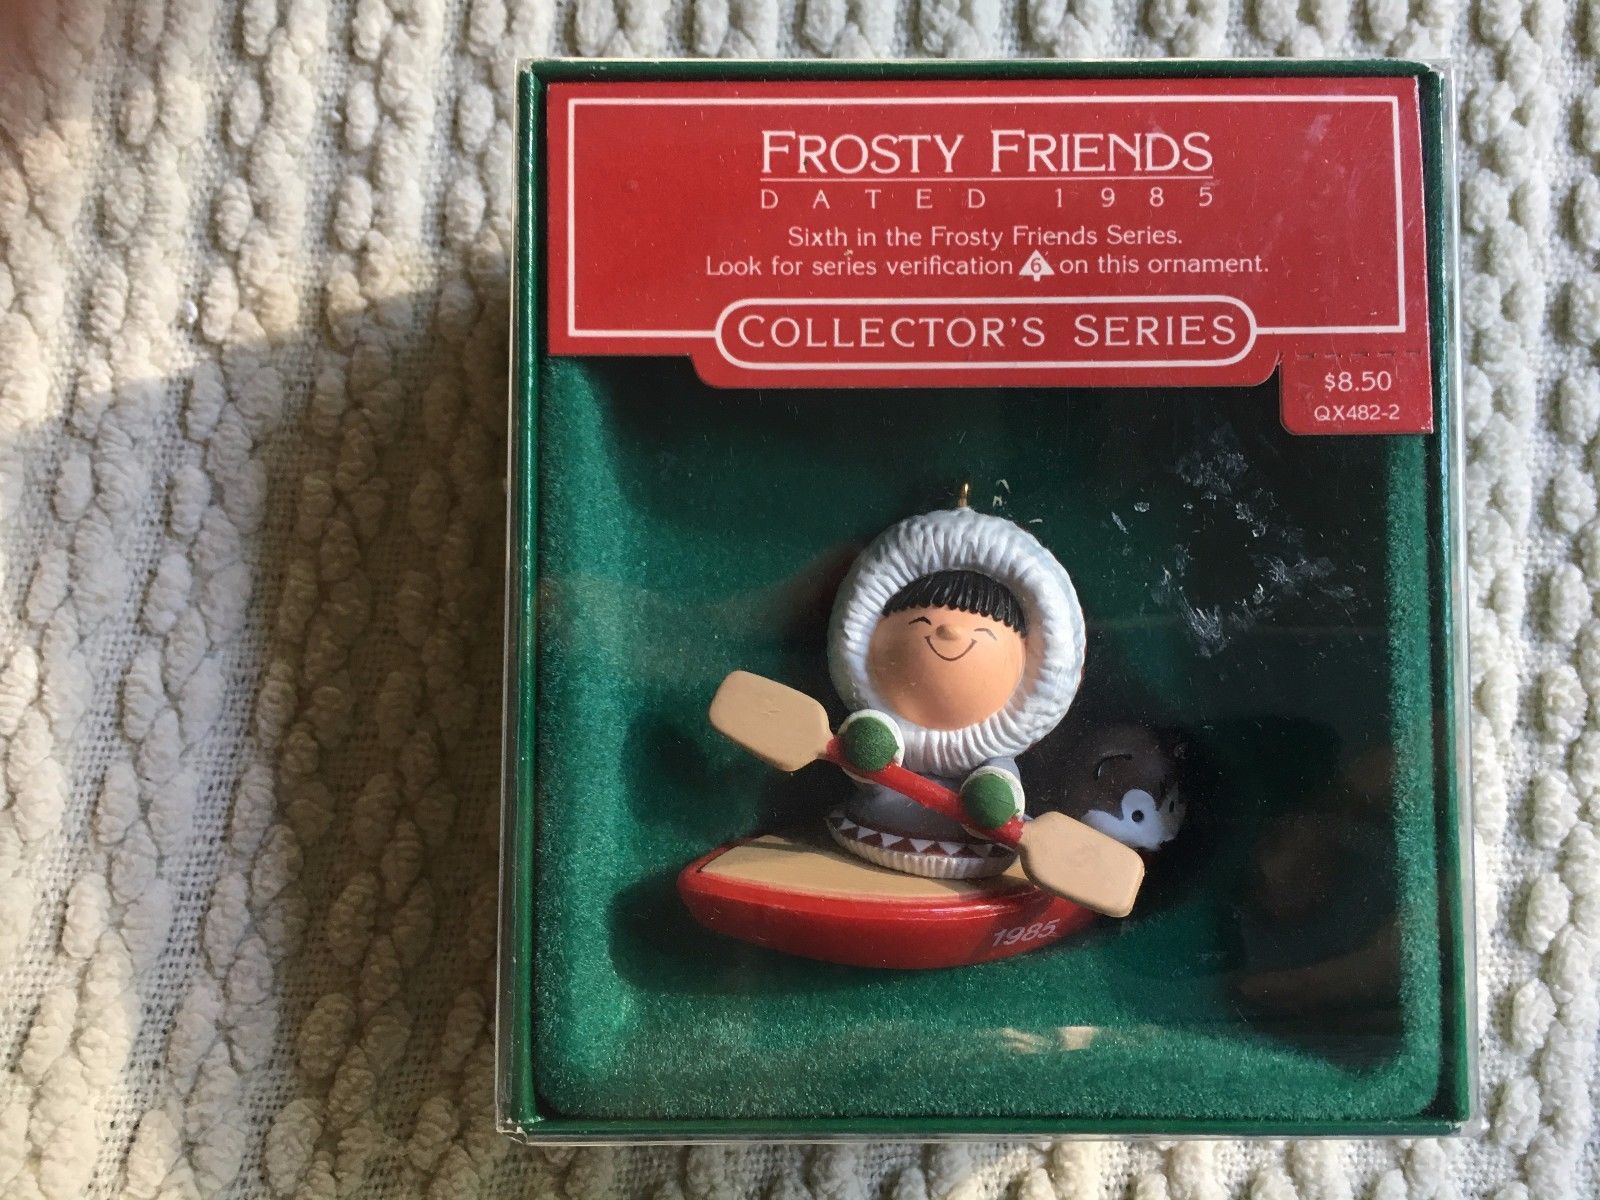 FROSTY FRIENDS
DATED 1985
Sixth in the Frosty Friends Series.
Look for series verification 6 on this ornament.
COLLECTOR'S SERIES
$8.50
QX482-2
1985